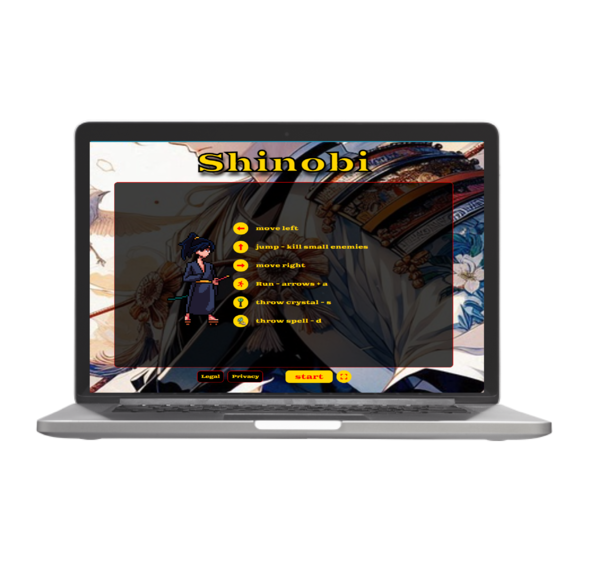 Shinobi
move left
jump - kill small enemies
move right
Run - arrows + a
throw crystal - s
throw spell - d
Legal Privacy start